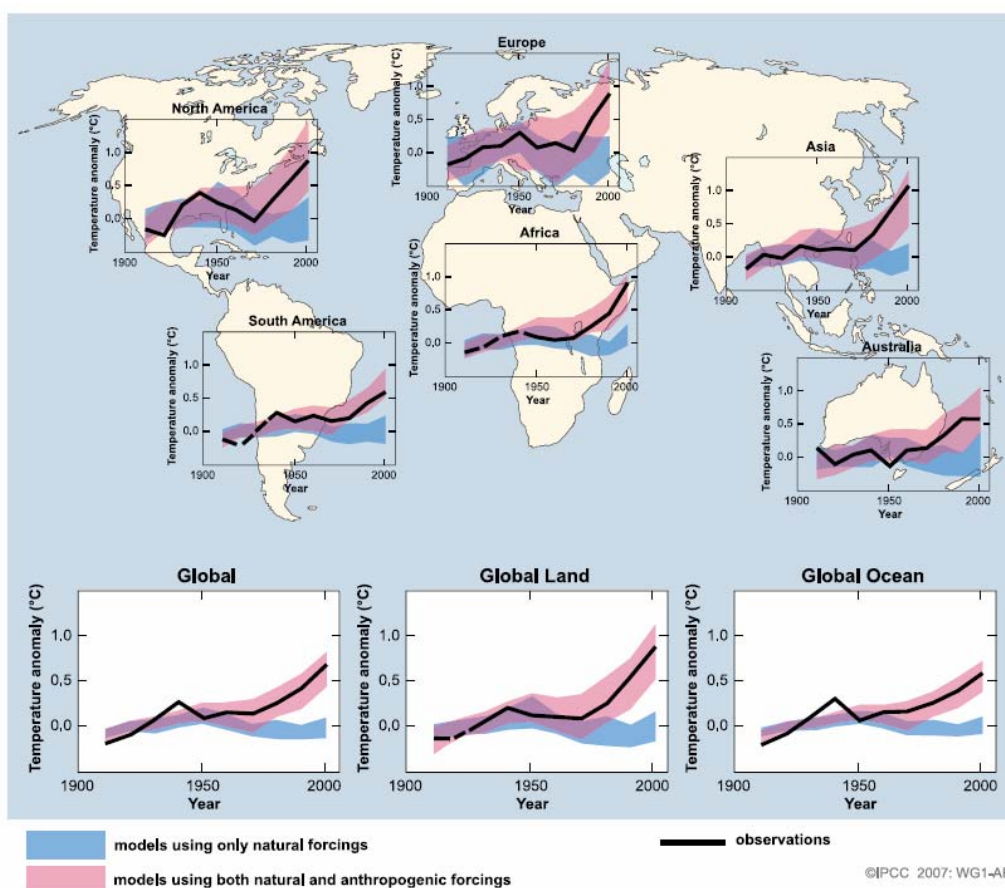 Europe
Temperature anomaly (°C)
1.0
0.5
0.0
1900
1950
2000
Year
North America
Temperature anomaly (°C)
1.0
0.5
0.0
1900
1950
2000
Year
Asia
Temperature anomaly (°C)
1.0
0.5
0.0
1900
1950
2000
Year
Africa
Temperature anomaly (°C)
1.0
0.5
0.0
1900
1950
2000
Year
South America
Temperature anomaly (°C)
1.0
0.5
0.0
1900
1950
2000
Year
Australia
Temperature anomaly (°C)
1.0
0.5
0.0
1900
1950
2000
Year
Global
Temperature anomaly (°C)
1.0
0.5
0.0
1900
1950
2000
Year
Global Land
Temperature anomaly (°C)
1.0
0.5
0.0
1900
1950
2000
Year
Global Ocean
Temperature anomaly (°C)
1.0
0.5
0.0
1900
1950
2000
Year
models using only natural forcings
observations
models using both natural and anthropogenic forcings
©IPCC 2007: WG1-